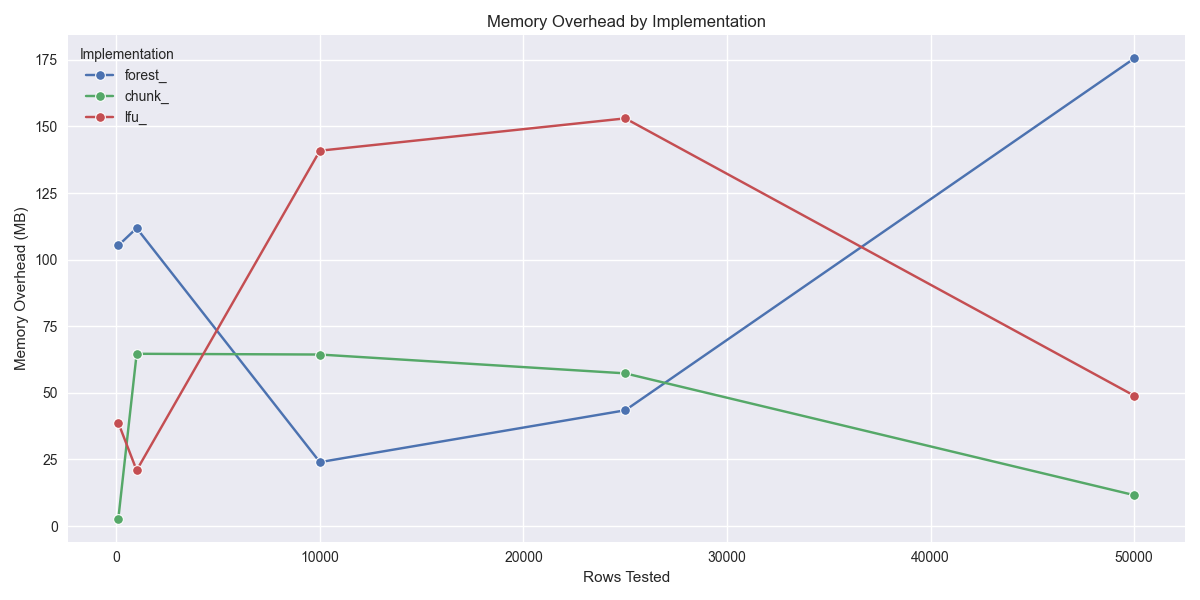 Memory Overhead by Implementation
Implementation
forest_
chunk_
lfu_
Memory Overhead (MB)
175
150
125
100
75
50
25
0
0 10000 20000 30000 40000 50000
Rows Tested